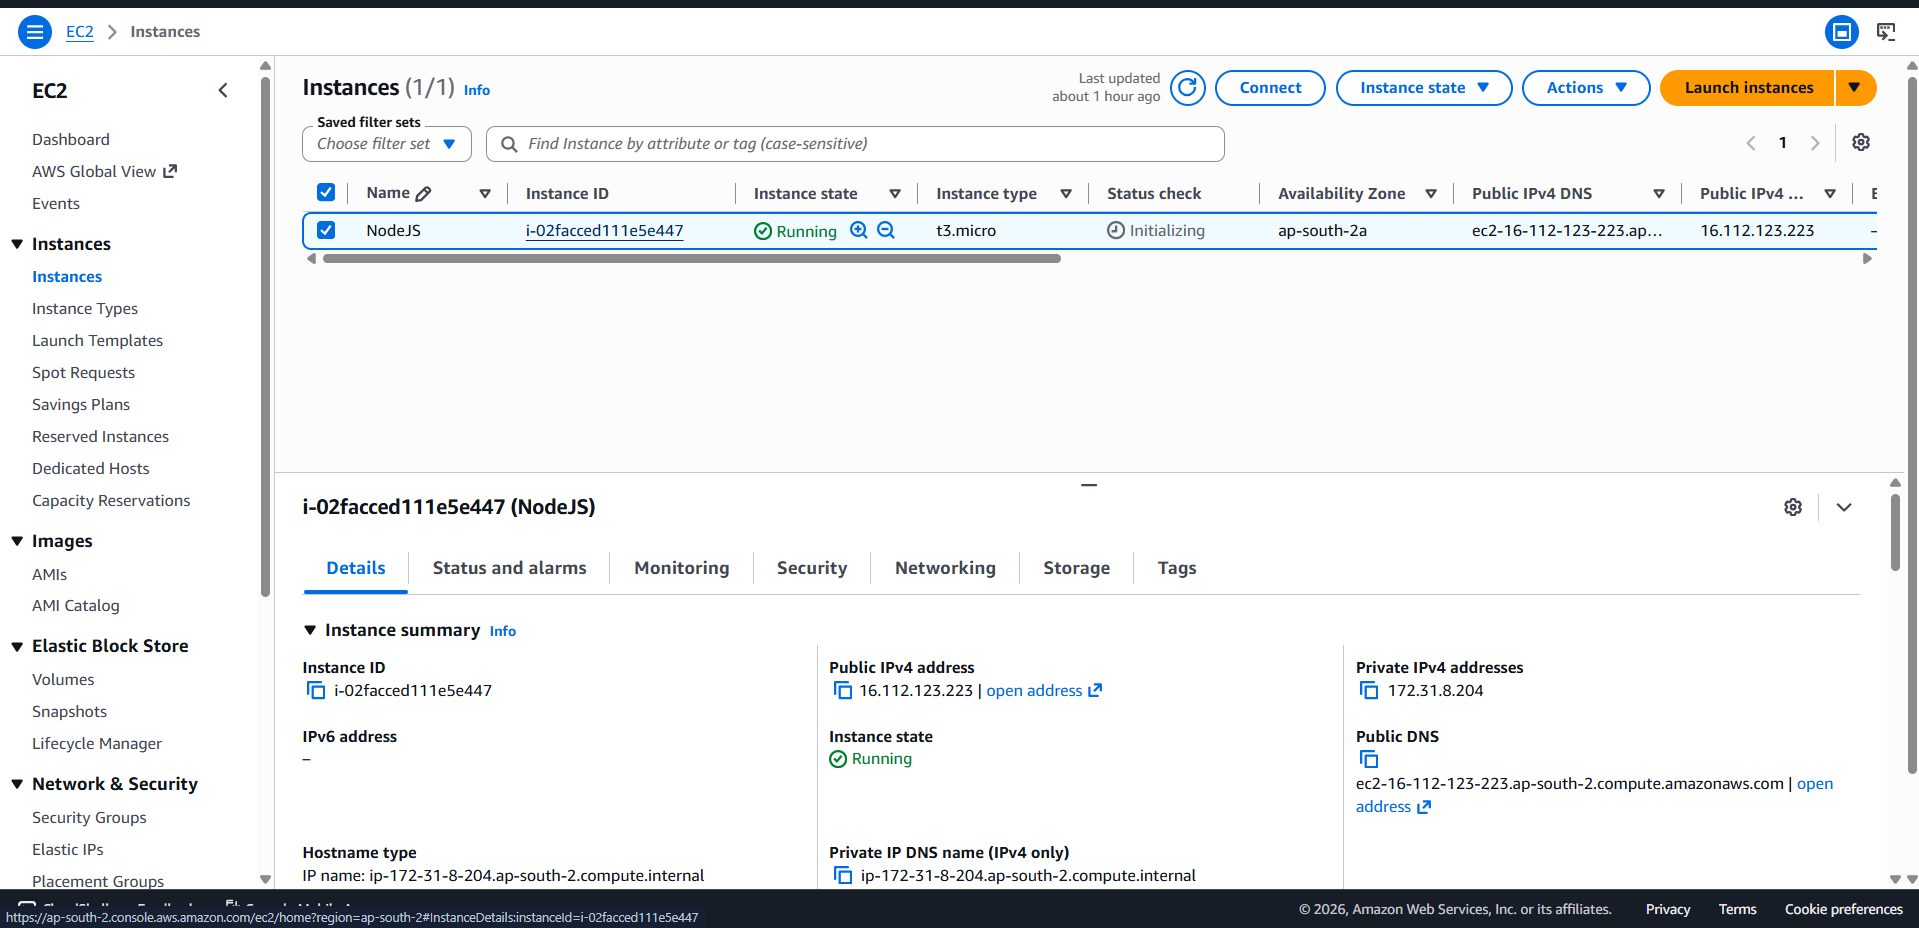 EC2 > Instances
EC2
Dashboard
AWS Global View
Events
Instances
Instances
Instance Types
Launch Templates
Spot Requests
Savings Plans
Reserved Instances
Dedicated Hosts
Capacity Reservations
Images
AMIs
AMI Catalog
Elastic Block Store
Volumes
Snapshots
Lifecycle Manager
Network & Security
Security Groups
Elastic IPs
Placement Groups
Instances (1/1) Info
Last updated
about 1 hour ago
Connect
Instance state
Actions
Launch instances
Saved filter sets
Choose filter set
Find Instance by attribute or tag (case-sensitive)
1
Name Instance ID Instance state Instance type Status check Availability Zone Public IPv4 DNS Public IPv4 ...
NodeJS i-02facced111e5e447 Running t3.micro Initializing ap-south-2a ec2-16-112-123-223.ap... 16.112.123.223 –
i-02facced111e5e447 (NodeJS)
Details Status and alarms Monitoring Security Networking Storage Tags
Instance summary Info
Instance ID
i-02facced111e5e447
Public IPv4 address
16.112.123.223 | open address
Private IPv4 addresses
172.31.8.204
IPv6 address
–
Instance state
Running
Public DNS
ec2-16-112-123-223.ap-south-2.compute.amazonaws.com | open
address
Hostname type
IP name: ip-172-31-8-204.ap-south-2.compute.internal
Private IP DNS name (IPv4 only)
ip-172-31-8-204.ap-south-2.compute.internal
https://ap-south-2.console.aws.amazon.com/ec2/home?region=ap-south-2#InstanceDetails:instanceId=i-02facced111e5e447
© 2026, Amazon Web Services, Inc. or its affiliates. Privacy Terms Cookie preferences